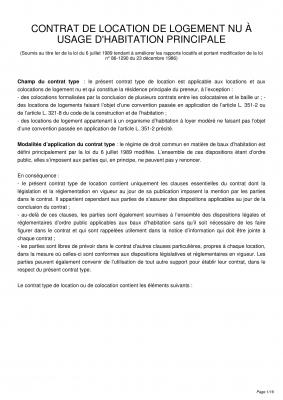 CONTRAT DE LOCATION DE LOGEMENT NU À
USAGE D'HABITATION PRINCIPALE
(Soumis au titre Ier de la loi du 6 juillet 1989 tendant à améliorer les rapports locatifs et portant modification de la loi
n° 86-1290 du 23 décembre 1986)
Champ du contrat type : le présent contrat type de location est applicable aux locations et aux
colocations de logement nu et qui constitue la résidence principale du preneur, à l'exception :
- des colocations formalisées par la conclusion de plusieurs contrats entre les colocataires et le bailleur ; -
des locations de logements faisant l'objet d'une convention passée en application de l'article L. 351-2 ou
de l'article L. 321-8 du code de la construction et de l'habitation ;
- des locations de logement appartenant à un organisme d'habitation à loyer modéré ne faisant pas l'objet
d'une convention passée en application de l'article L. 351-2 précité.
Modalités d'application du contrat type : le régime de droit commun en matière de baux d'habitation est
défini principalement par la loi du 6 juillet 1989 modifiée. L'ensemble de ces dispositions étant d'ordre
public, elles s'imposent aux parties qui, en principe, ne peuvent pas y renoncer.
En conséquence :
- le présent contrat type de location contient uniquement les clauses essentielles du contrat dont la
législation et la réglementation en vigueur au jour de sa publication imposent la mention par les parties
dans le contrat. Il appartient cependant aux parties de s'assurer des dispositions applicables au jour de la
conclusion du contrat ;
- au-delà de ces clauses, les parties sont également soumises à l'ensemble des dispositions légales et
réglementaires d'ordre public applicables aux baux d'habitation sans qu'il soit nécessaire de les faire
figurer dans le contrat et qui sont rappelées utilement dans la notice d'information qui doit être jointe à
chaque contrat ;
- les parties sont libres de prévoir dans le contrat d'autres clauses particulières, propres à chaque location,
dans la mesure où celles-ci sont conformes aux dispositions législatives et réglementaires en vigueur. Les
parties peuvent également convenir de l'utilisation de tout autre support pour établir leur contrat, dans le
respect du présent contrat type.
Le contrat type de location ou de colocation contient les éléments suivants :
Page 1/16